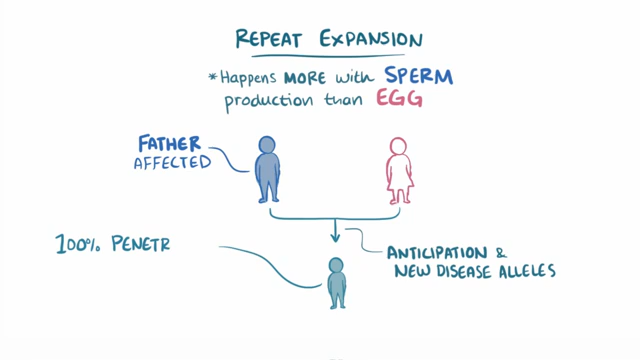 REPEAT EXPANSION
*Happens MORE with SPERM
production than EGG
FATHER
AFFECTED
100% PENETR
ANTICIPATION &
NEW DISEASE ALLELES